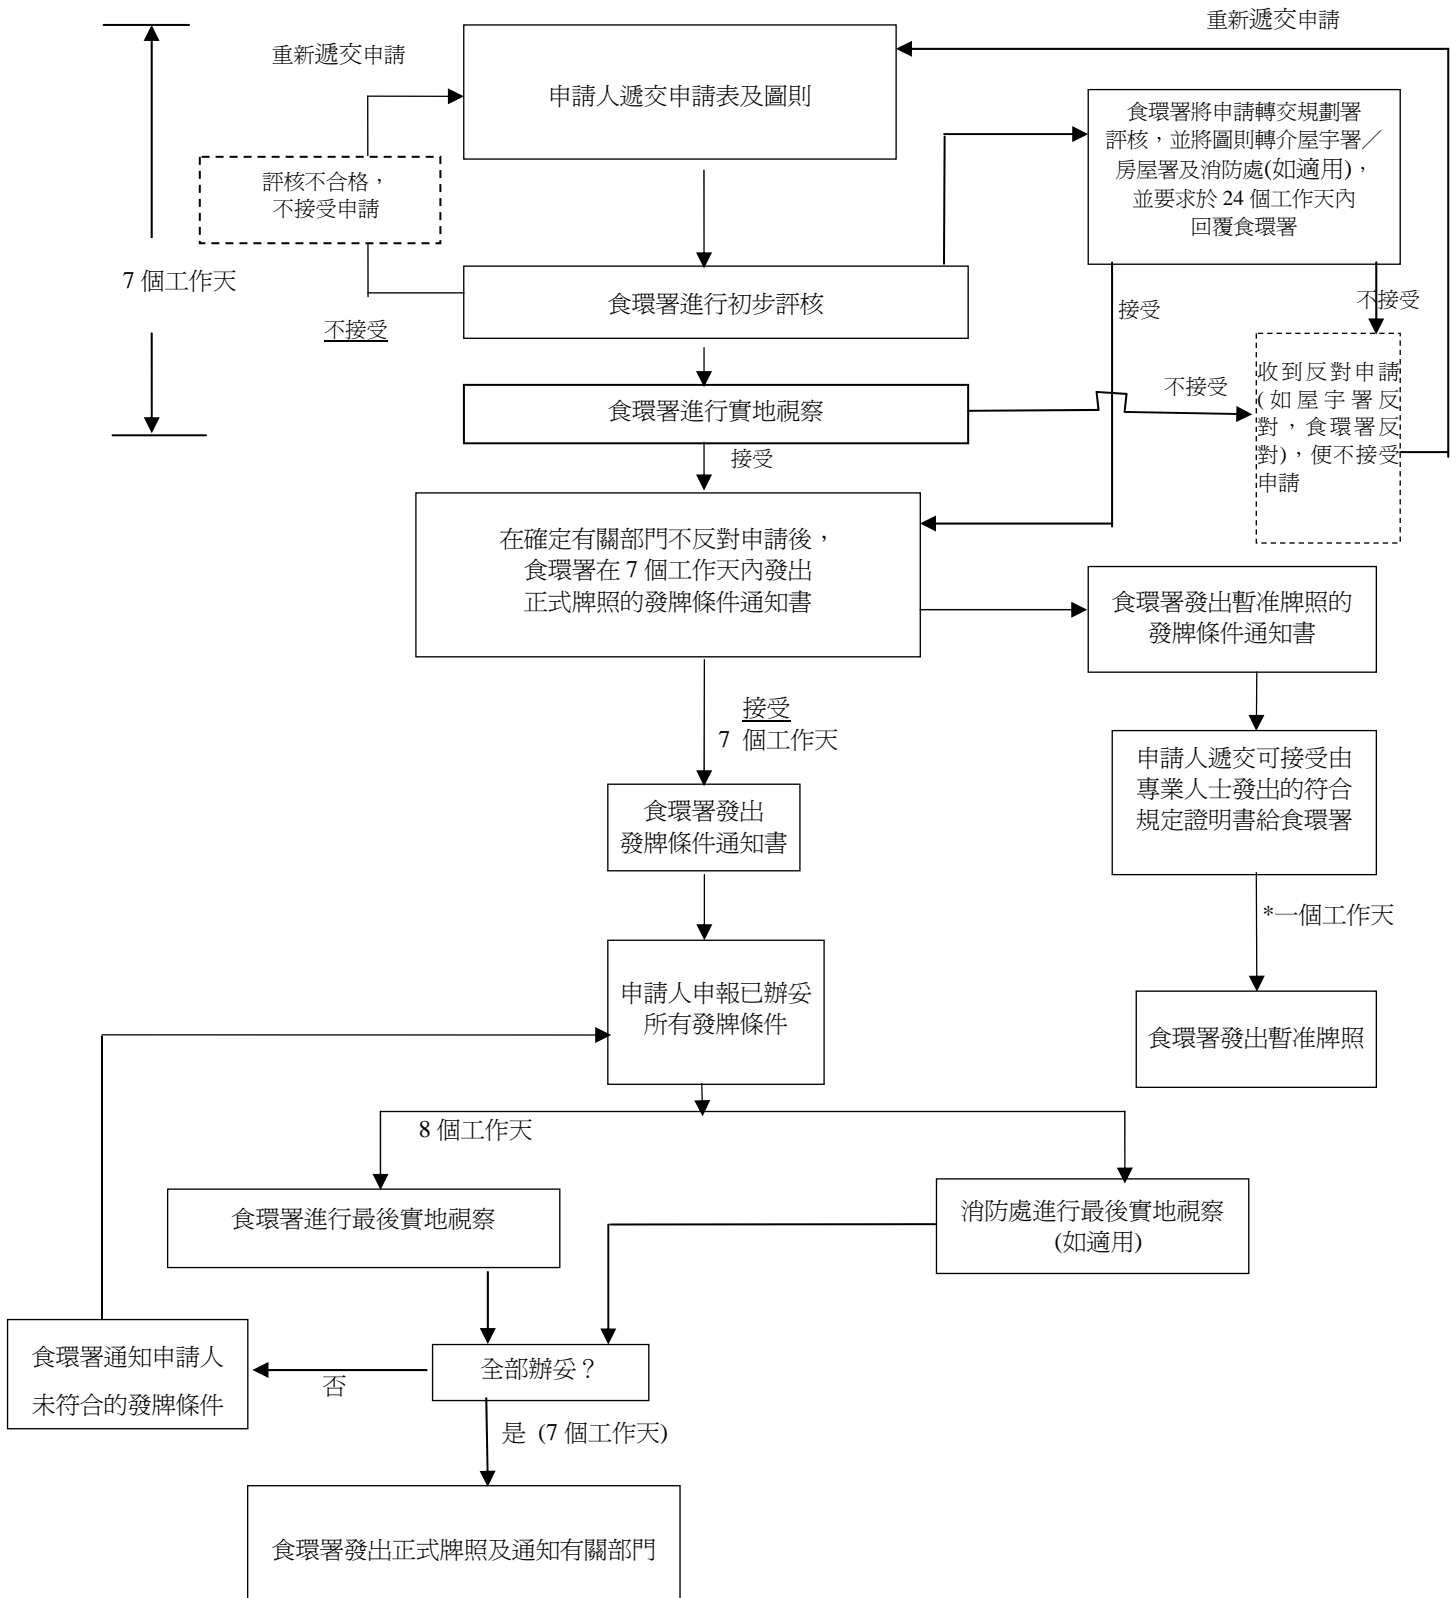 重新遞交申請
重新遞交申請
申請人遞交申請表及圖則
食環署將申請轉交規劃署
評核，並將圖則轉介屋宇署／
房屋署及消防處(如適用)，
並要求於 24 個工作天內
回覆食環署
評核不合格，
不接受申請
7 個工作天
食環署進行初步評核
不接受
接受
不接受
食環署進行實地視察
不接受
收到反對申請
(如屋宇署反
對，食環署反
對)，便不接受
申請
接受
在確定有關部門不反對申請後，
食環署在 7 個工作天內發出
正式牌照的發牌條件通知書
食環署發出暫准牌照的
發牌條件通知書
接受
7 個工作天
申請人遞交可接受由
專業人士發出的符合
規定證明書給食環署
食環署發出
發牌條件通知書
*一個工作天
申請人申報已辦妥
所有發牌條件
食環署發出暫准牌照
8 個工作天
食環署進行最後實地視察
消防處進行最後實地視察
(如適用)
食環署通知申請人
未符合的發牌條件
否
全部辦妥？
是 (7 個工作天)
食環署發出正式牌照及通知有關部門